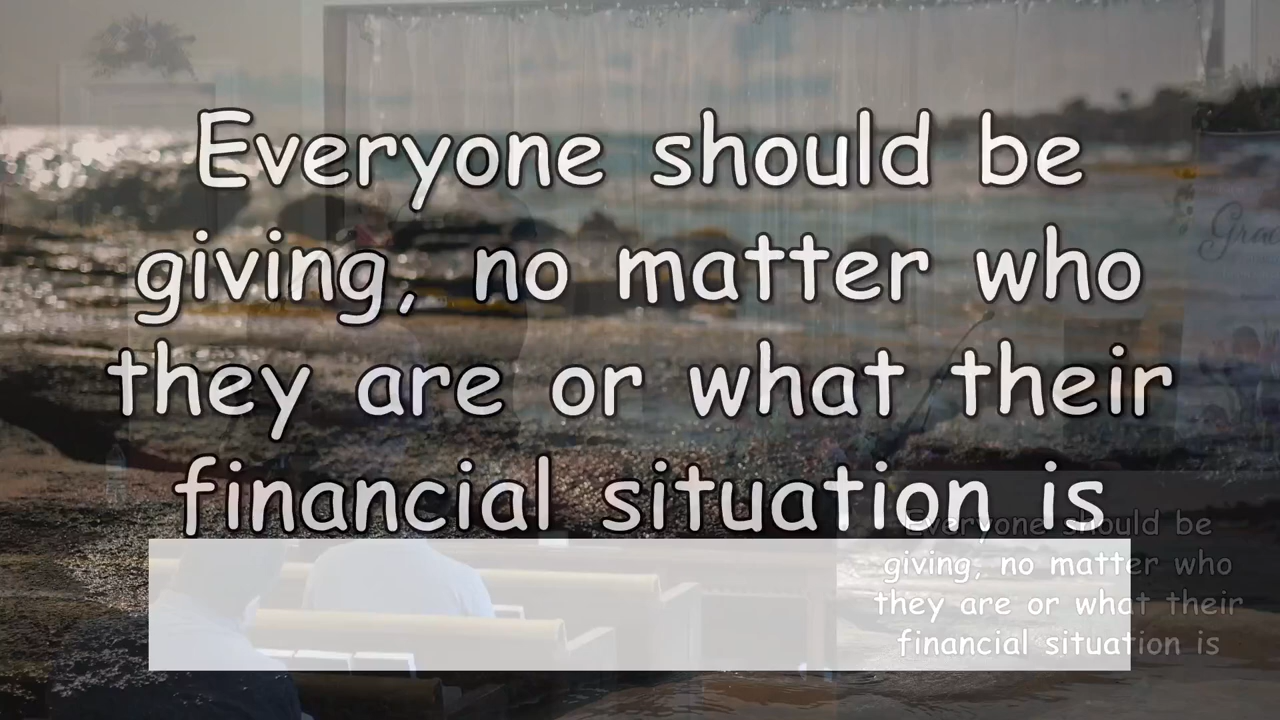 Everyone should be
giving, no matter who
they are or what their
financial situation is
Everyone should be
giving, no matter who
they are or what their
financial situation is